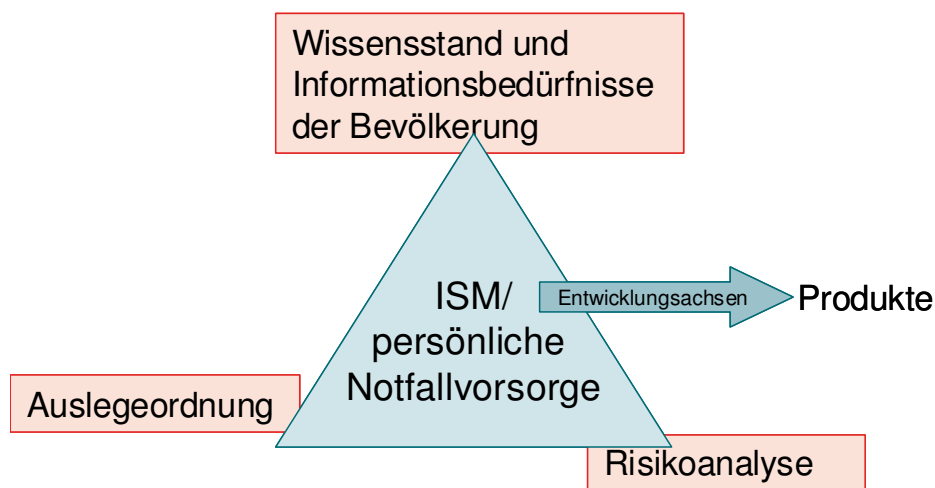 Wissensstand und
Informationsbedürfnisse
der Bevölkerung
ISM/
persönliche
Notfallvorsorge
Entwicklungsachsen
Produkte
Auslegeordnung
Risikoanalyse